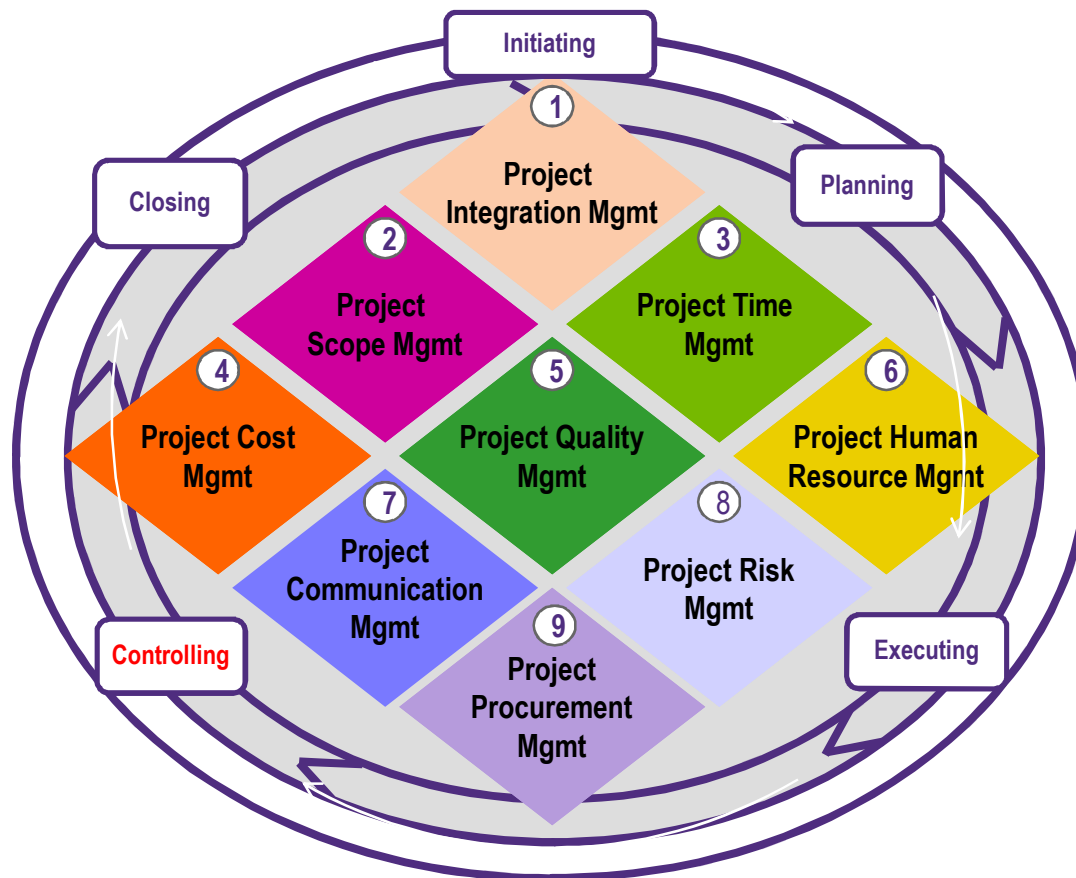 Initiating
1
Project
Integration Mgmt
Closing
Planning
2
Project
Scope Mgmt
3
Project Time
Mgmt
4
Project Cost
Mgmt
5
Project Quality
Mgmt
6
Project Human
Resource Mgmt
7
Project
Communication
Mgmt
8
Project Risk
Mgmt
Controlling
9
Project
Procurement
Mgmt
Executing